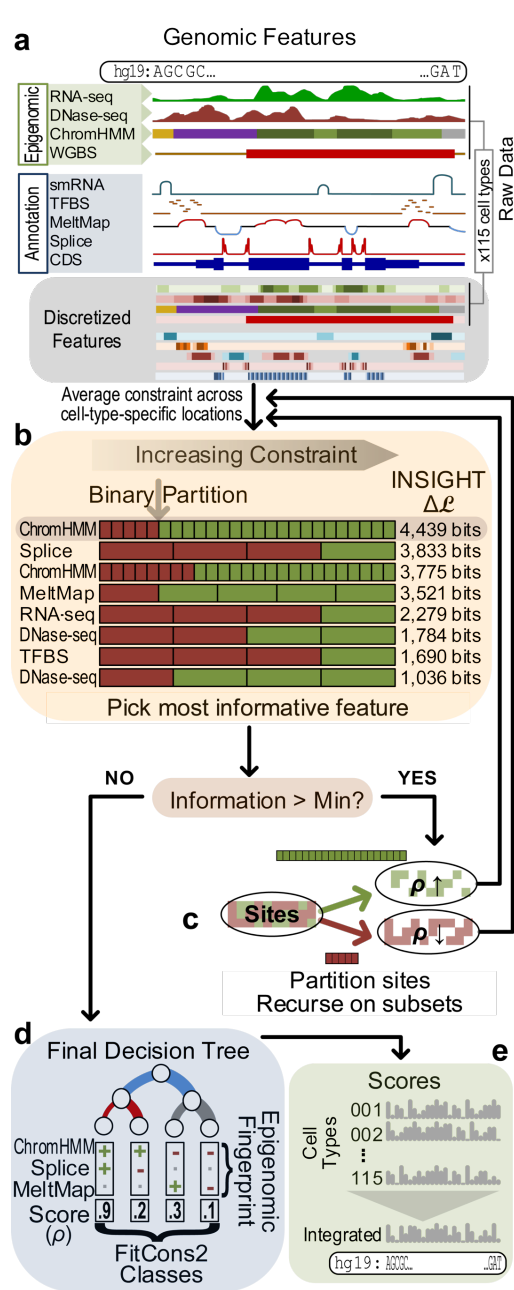 a
Genomic Features
hg19: AGCGC... ...GAT
Epigenomic
RNA-seq
DNase-seq
ChromHMM
WGBS
Annotation
smRNA
TFBS
MeltMap
Splice
CDS
x115 cell types
Raw Data
Discretized
Features
Average constraint across
cell-type-specific locations
b
Increasing Constraint
Binary Partition
INSIGHT
Δℒ
ChromHMM 4,439 bits
Splice 3,833 bits
ChromHMM 3,775 bits
MeltMap 3,521 bits
RNA-seq 2,279 bits
DNase-seq 1,784 bits
TFBS 1,690 bits
DNase-seq 1,036 bits
Pick most informative feature
NO
YES
Information > Min?
c
Sites
ρ ↑
ρ ↓
Partition sites
Recurse on subsets
d
Final Decision Tree
ChromHMM + + - -
Splice + - - -
MeltMap - - + -
Epigenomic
Fingerprint
Score .9 .2 .3 .1
(ρ)
FitCons2
Classes
e
Scores
Cell
Types
001
002
...
115
Integrated
hg19: AGCGC... ...GAT